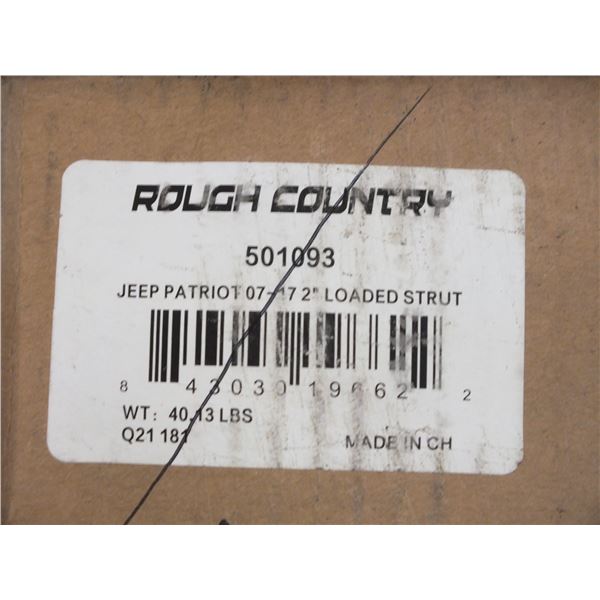 ROUGH COUNTRY
501093
JEEP PATRIOT 07-17 2" LOADED STRUT
8 43030 19662 2
WT: 40.13 LBS
Q21 181
MADE IN CH